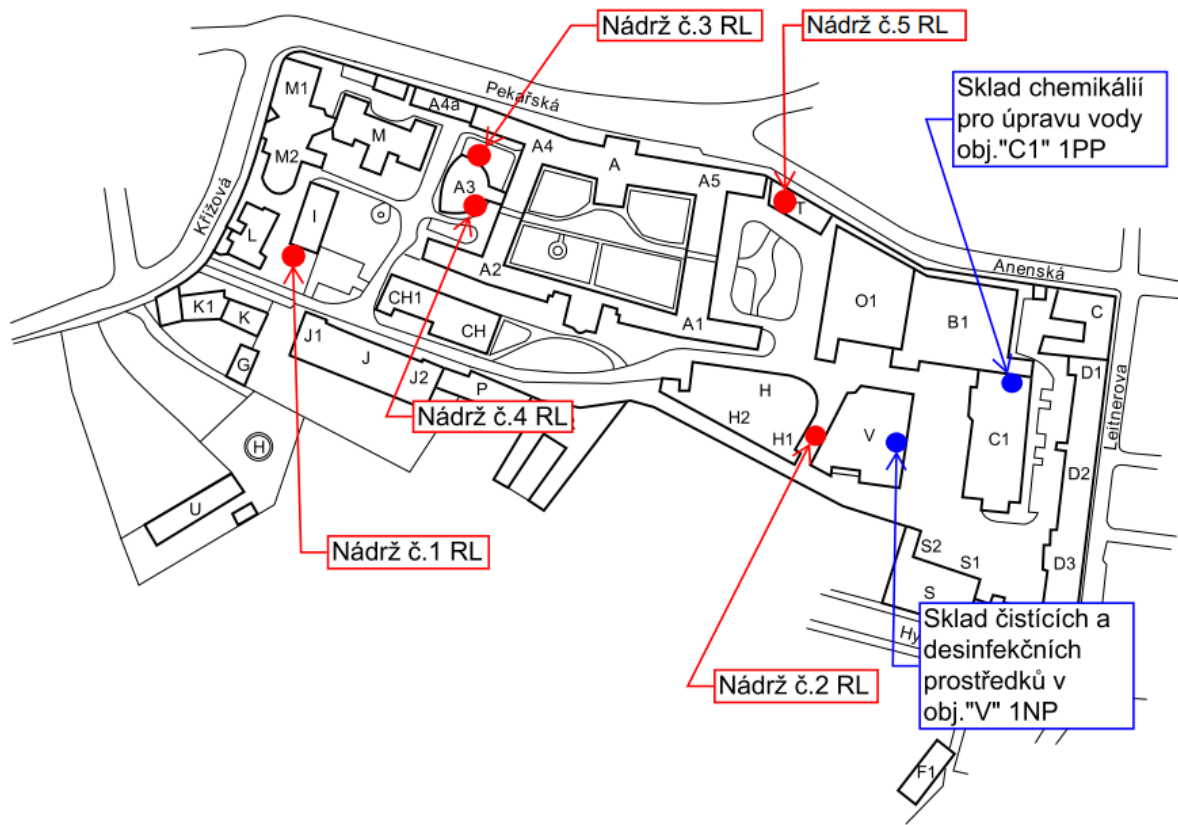 Nádrž č.3 RL
Nádrž č.5 RL
Sklad chemikálií
pro úpravu vody
obj."C1" 1PP
Pekařská
Křížová
Anenská
Leitnerova
M1
M
M2
A4a
A4
A
A5
A3
T
I
L
A2
A1
CH1
CH
K1
K
G
J1
J
J2
P
O1
B1
C
D1
H
H2
H1
V
C1
D2
Nádrž č.4 RL
H
U
Nádrž č.1 RL
S2
S1
D3
S
Hy
Nádrž č.2 RL
Sklad čistících a
desinfekčních
prostředků v
obj."V" 1NP
F1